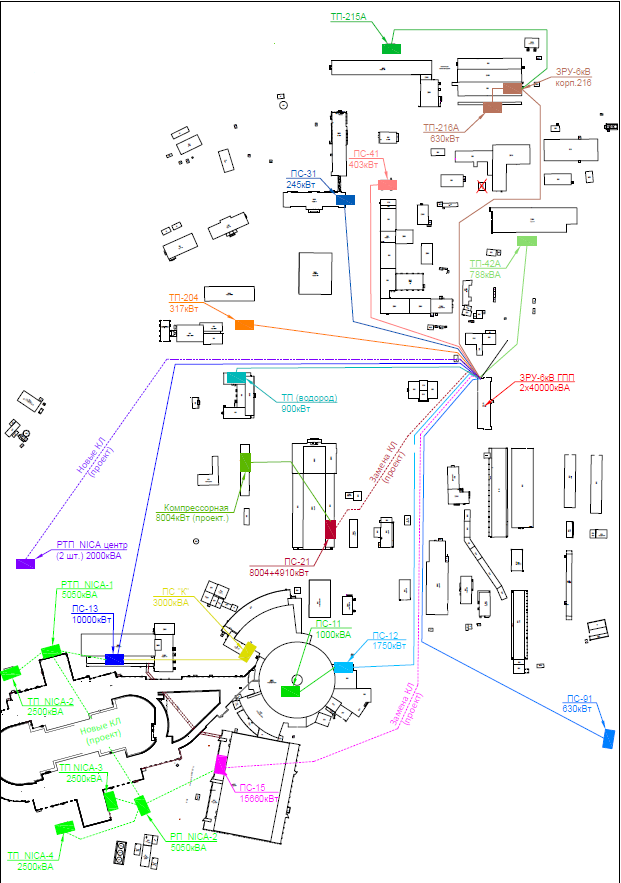 ТП-215А
ЗРУ-6кВ
корп.216
ТП-216А
630кВт
ПС-41
403кВт
ПС-31
245кВт
ТП-42А
788кВА
ТП-204
317кВт
ЗРУ-6кВ ГПП
2х40000кВА
ТП (водород)
900кВт
Новые КЛ
(проект)
Замена КЛ
(проект)
Компрессорная
8004кВт (проект.)
РТП NICA центр
(2 шт.) 2000кВА
ПС-21
8004+4910кВт
РТП NICA-1
5060кВА
ПС "К"
3000кВА
ПС-13
10000кВт
ПС-11
1000кВА
ПС-12
1750кВт
ТП NICA-2
2500кВА
ПС-91
630кВт
Замена КЛ
(проект)
Новые КЛ
(проект)
ТП NICA-3
2500кВА
ПС-15
15660кВт
РП NICA-2
5060кВА
ТП NICA-4
2500кВА